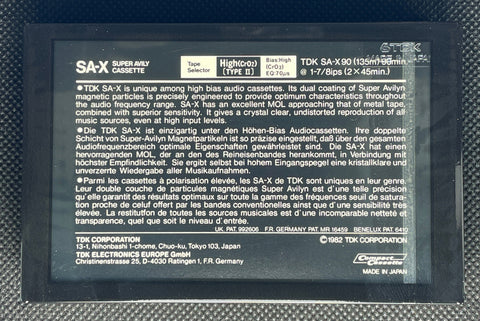 SA-X SUPER AVILYN CASSETTE
Tape Selector
High(CrO₂) (TYPE II)
Bias:High (CrO₂) EQ:70μs
TDK SA-X90 (135m) 90min.
@ 1-7/8ips (2×45min.)
TDK
MADE IN JAPAN
●TDK SA-X is unique among high bias audio cassettes. Its dual coating of Super Avilyn
magnetic particles is precisely engineered to provide optimum characteristics throughout
the audio frequency range. SA-X has an excellent MOL approaching that of metal tape,
combined with superior sensitivity. It gives a crystal clear, undistorted reproduction of all
music sources, even at high input levels.
●Die TDK SA-X ist einzigartig unter den Höhen-Bias Audiocassetten. Ihre doppelte
Schicht von Super-Avilyn Magnetpartikeln ist so präzise eingestellt, daß über den gesamten
Audiofrequenzbereich optimale Eigenschaften gewährleistet sind. Die SA-X hat einen
hervorragenden MOL, der an den des Reineisenbandes herankommt, in Verbindung mit
höchster Empfindlichkeit. Sie ergibt selbst bei hohem Eingangspegel eine kristallklare und
unverzerrte Wiedergabe aller Musikaufnahmen.
●Parmi les cassettes à polarisation élevée, les SA-X de TDK sont uniques en leur genre.
Leur double couche de particules magnétiques Super Avilyn est d'une telle précision
qu'elle garantit des résultats optimaux sur toute la gamme des fréquences de seuil de satura-
tion proche de celuf offert par les bandes conventionelles ainsi que d'une sensibilité hors
de pair. La restitution de toutes les sources musicales est d'une incomparable netteté et
transparence, quel que soit le niveau d'entrée.
UK. PAT. 992606 F.R. GERMANY PAT. MR 16459 BENELUX PAT. 6410
TDK CORPORATION
13-1, Nihonbashi 1-chome, Chuo-ku, Tokyo 103, Japan
TDK ELECTRONICS EUROPE GmbH
Christinenstrasse 25, D-4030 Ratingen 1, F.R. Germany
©1982 TDK CORPORATION
Compact Cassette
MADE IN JAPAN